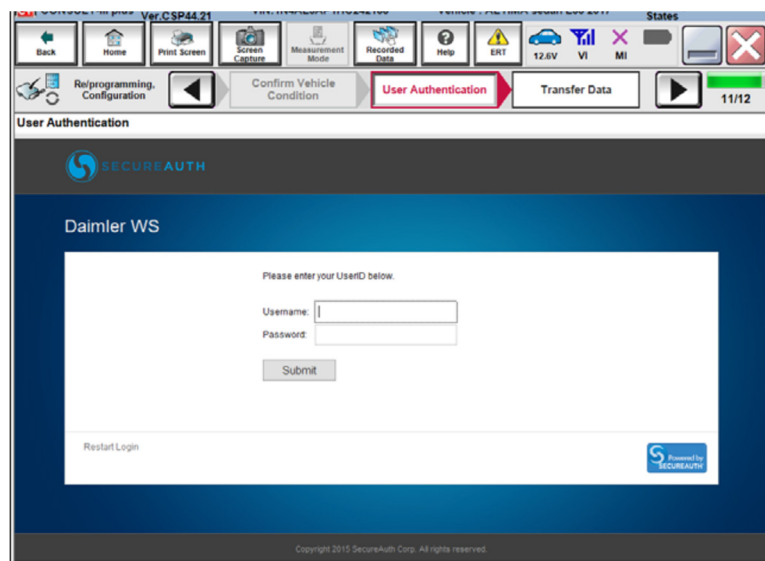 Ver.CSP44.21
States
Back
Home
Print Screen
Screen Capture
Measurement Mode
Recorded Data
Help
ERT
12.6V
VI
MI
Re/programming, Configuration
Confirm Vehicle Condition
User Authentication
Transfer Data
11/12
User Authentication
SECUREAUTH
Daimler WS
Please enter your UserID below.
Username:
Password:
Submit
Restart Login
Powered by
SECUREAUTH
Copyright 2015 SecureAuth Corp. All rights reserved.